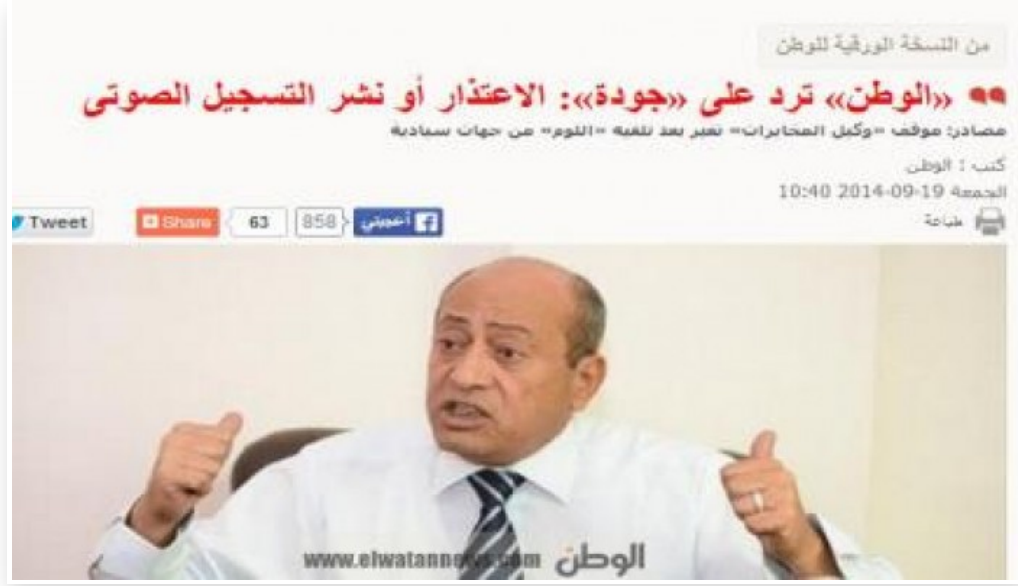 من النسخة الورقية للوطن
«الوطن» ترد على «جودة»: الاعتذار أو نشر التسجيل الصوتى
مصادر: موقف «وكيل المخابرات» تغير بعد تلقيه «اللوم» من جهات سيادية
كتب : الوطن
الجمعة 19-09-2014 10:40
طباعة
أعجبني 858 63 Share Tweet
www.elwatannews.com الوطن